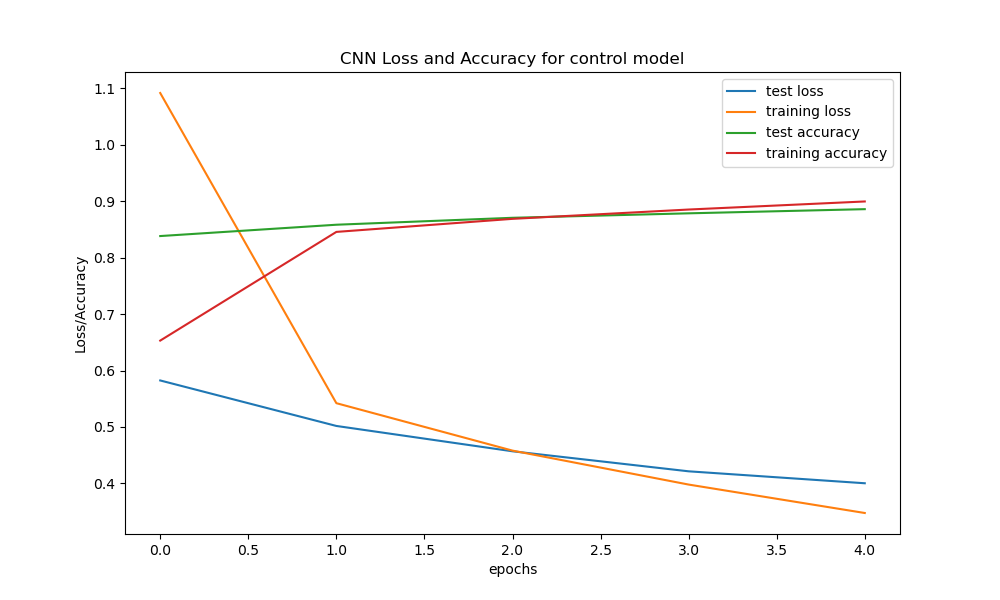 CNN Loss and Accuracy for control model
test loss
training loss
test accuracy
training accuracy
Loss/Accuracy
1.1
1.0
0.9
0.8
0.7
0.6
0.5
0.4
0.0 0.5 1.0 1.5 2.0 2.5 3.0 3.5 4.0
epochs